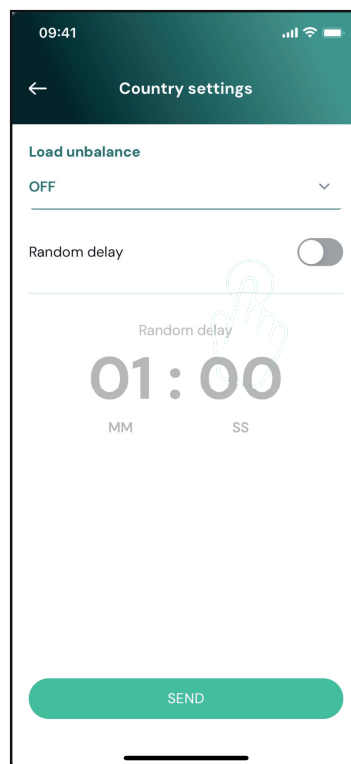 09:41
Country settings
Load unbalance
OFF
Random delay
Random delay
01 : 00
MM SS
SEND